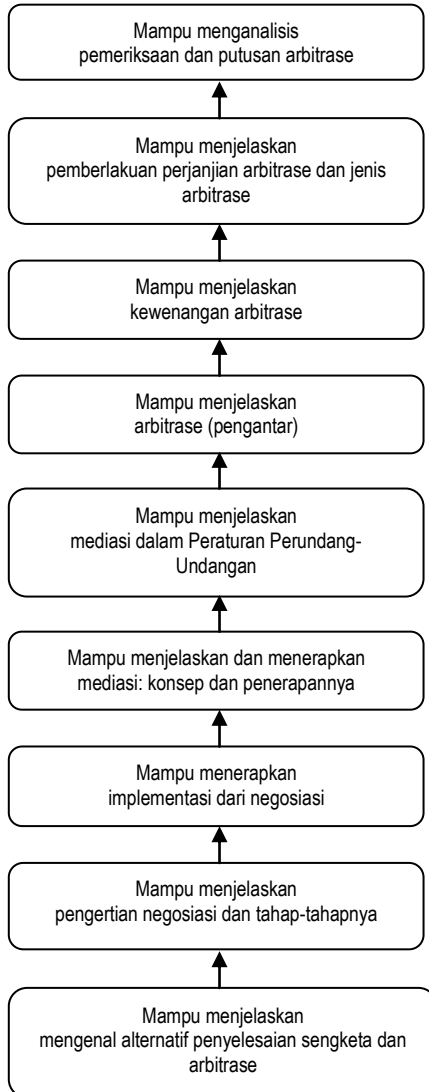 Mampu menganalisis
pemeriksaan dan putusan arbitrase
Mampu menjelaskan
pemberlakuan perjanjian arbitrase dan jenis
arbitrase
Mampu menjelaskan
kewenangan arbitrase
Mampu menjelaskan
arbitrase (pengantar)
Mampu menjelaskan
mediasi dalam Peraturan Perundang-
Undangan
Mampu menjelaskan dan menerapkan
mediasi: konsep dan penerapannya
Mampu menerapkan
implementasi dari negosiasi
Mampu menjelaskan
pengertian negosiasi dan tahap-tahapnya
Mampu menjelaskan
mengenal alternatif penyelesaian sengketa dan
arbitrase